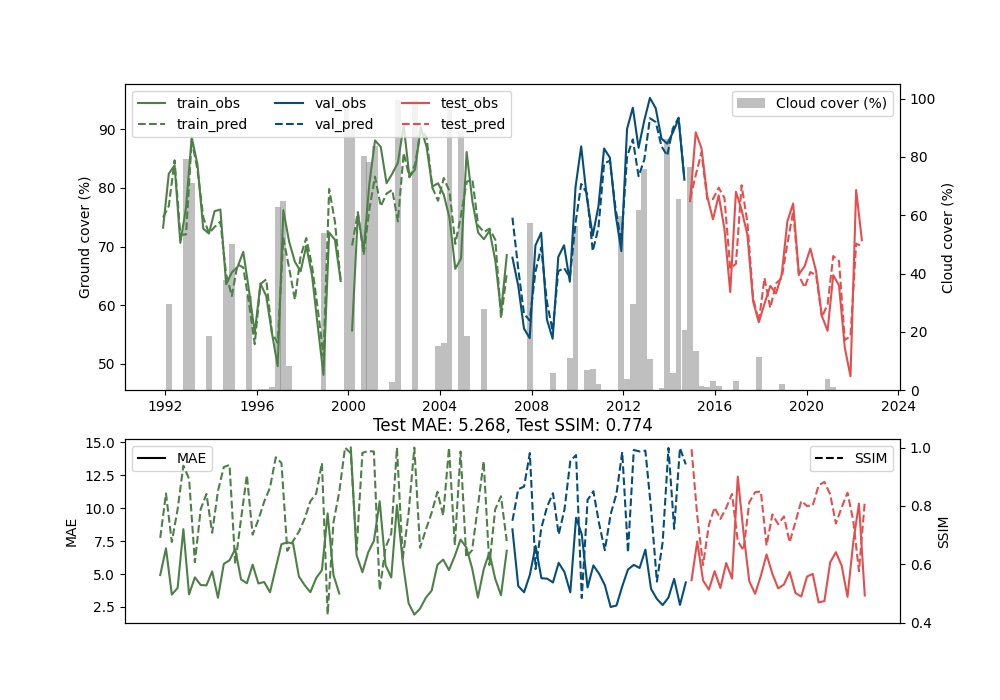 train_obs val_obs test_obs
train_pred val_pred test_pred
Cloud cover (%)
Ground cover (%)
90
80
70
60
50
Cloud cover (%)
100
80
60
40
20
0
1992 1996 2000 2004 2008 2012 2016 2020 2024
Test MAE: 5.268, Test SSIM: 0.774
MAE
SSIM
MAE
15.0
12.5
10.0
7.5
5.0
2.5
SSIM
1.0
0.8
0.6
0.4